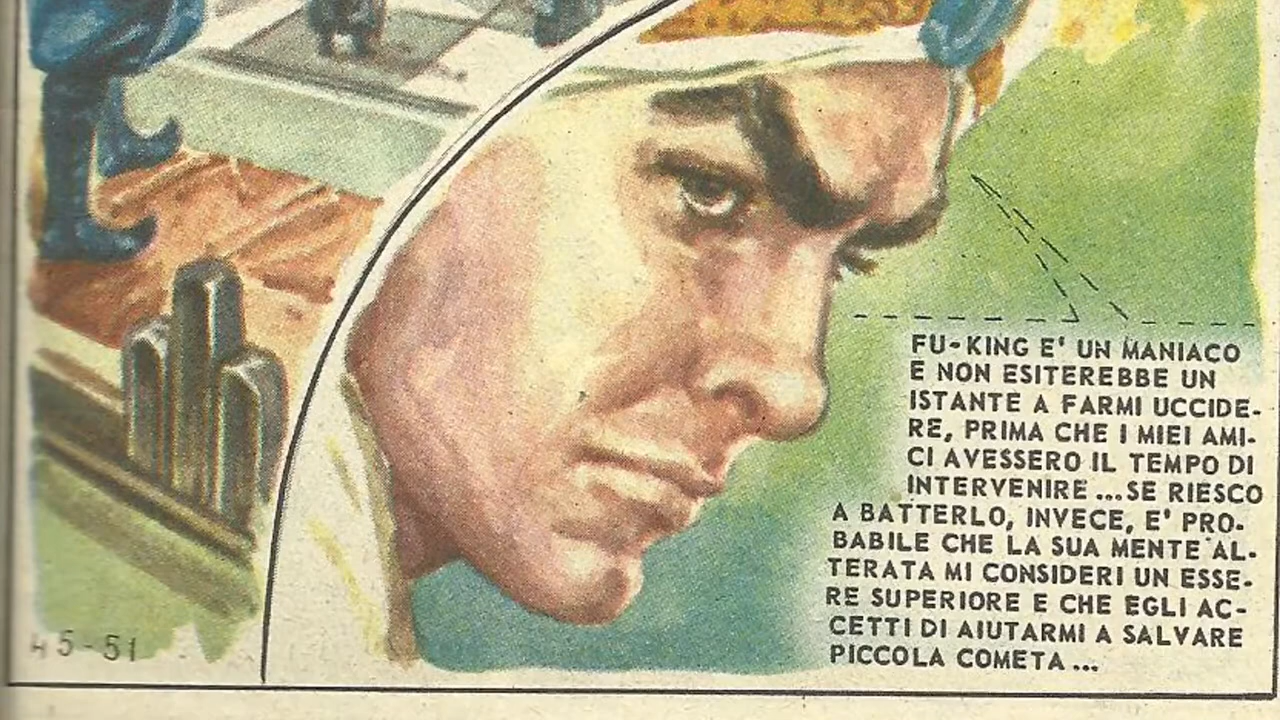 FU-KING E' UN MANIACO
E NON ESITEREBBE UN
ISTANTE A FARMI UCCIDE-
RE, PRIMA CHE I MIEI AMI-
CI AVESSERO IL TEMPO DI
INTERVENIRE...SE RIESCO
A BATTERLO, INVECE, E' PRO-
BABILE CHE LA SUA MENTE AL-
TERATA MI CONSIDERI UN ESSE-
RE SUPERIORE E CHE EGLI AC-
CETTI DI AIUTARMI A SALVARE
PICCOLA COMETA...
5-51